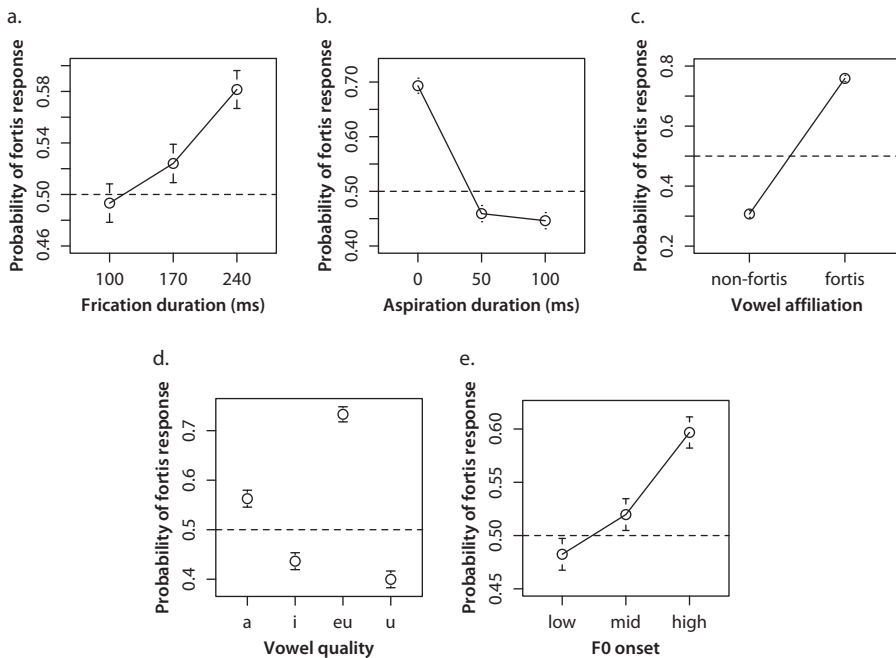 a.
Probability of fortis response
0.58
0.54
0.50
0.46
100 170 240
Frication duration (ms)
b.
Probability of fortis response
0.70
0.50
0.40
0 50 100
Aspiration duration (ms)
c.
Probability of fortis response
0.8
0.6
0.4
0.2
non-fortis fortis
Vowel affiliation
d.
Probability of fortis response
0.7
0.6
0.5
0.4
a i eu u
Vowel quality
e.
Probability of fortis response
0.60
0.55
0.50
0.45
low mid high
F0 onset